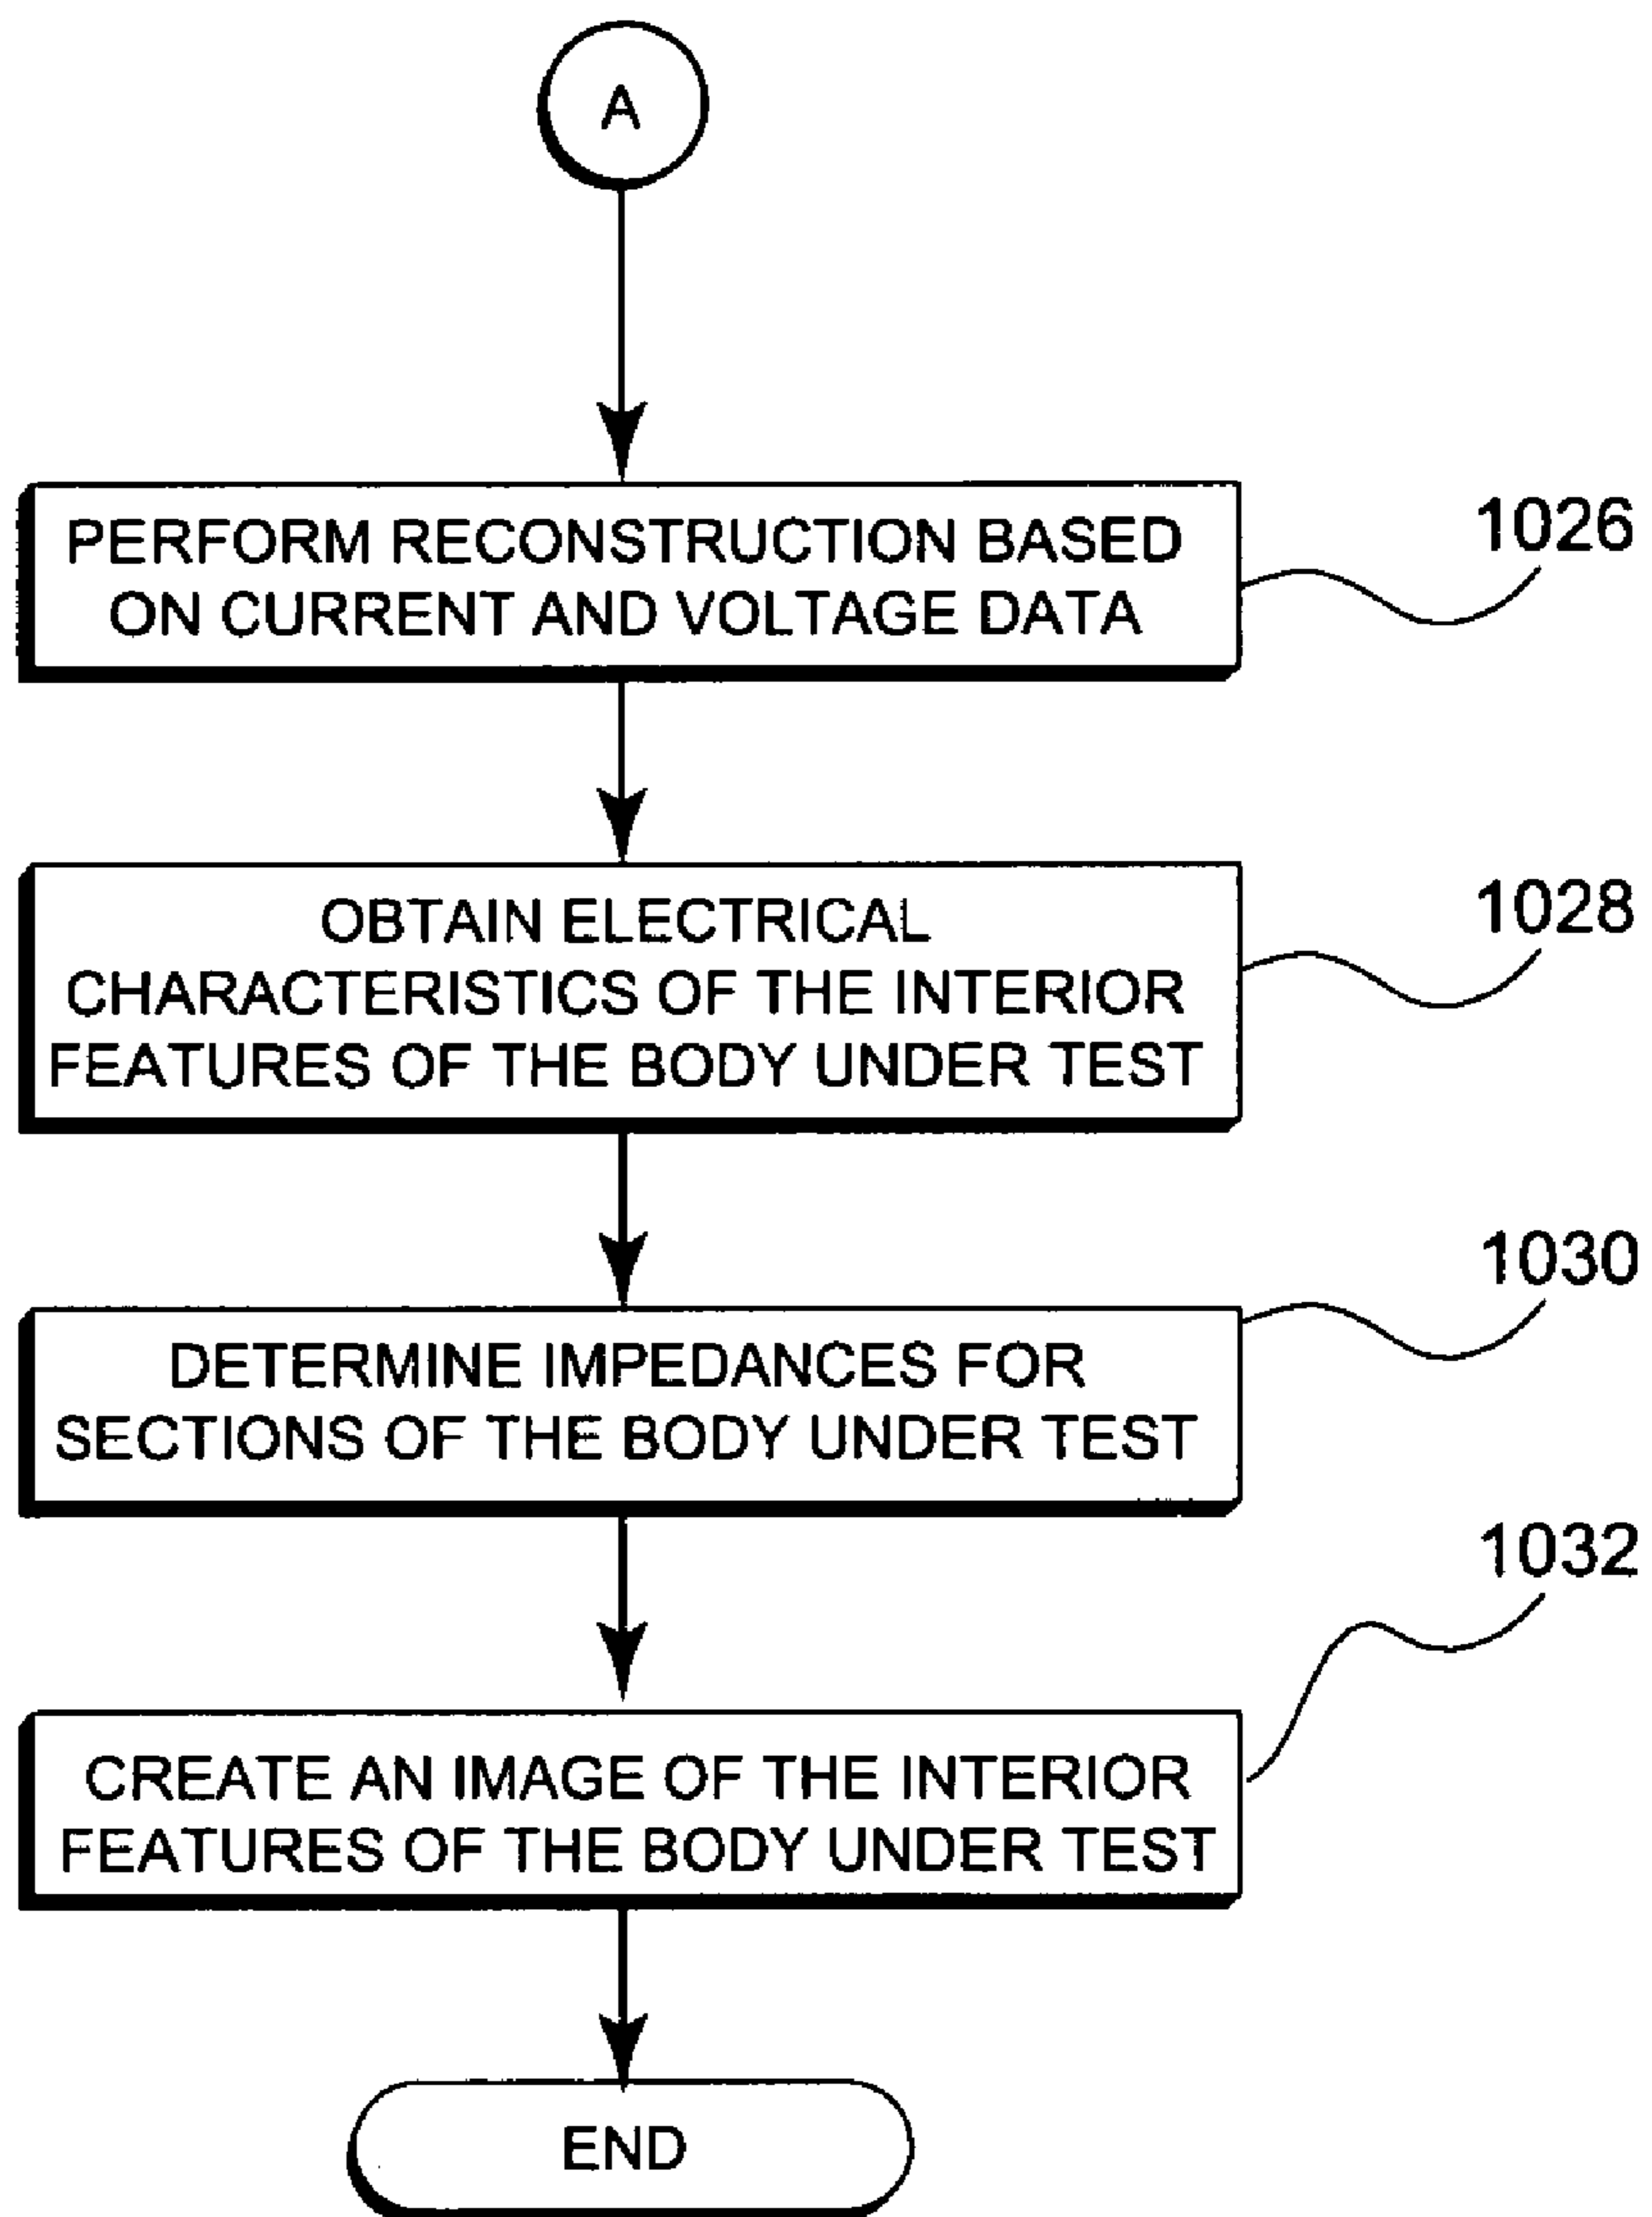 A
PERFORM RECONSTRUCTION BASED
ON CURRENT AND VOLTAGE DATA
1026
OBTAIN ELECTRICAL
CHARACTERISTICS OF THE INTERIOR
FEATURES OF THE BODY UNDER TEST
1028
DETERMINE IMPEDANCES FOR
SECTIONS OF THE BODY UNDER TEST
1030
CREATE AN IMAGE OF THE INTERIOR
FEATURES OF THE BODY UNDER TEST
1032
END